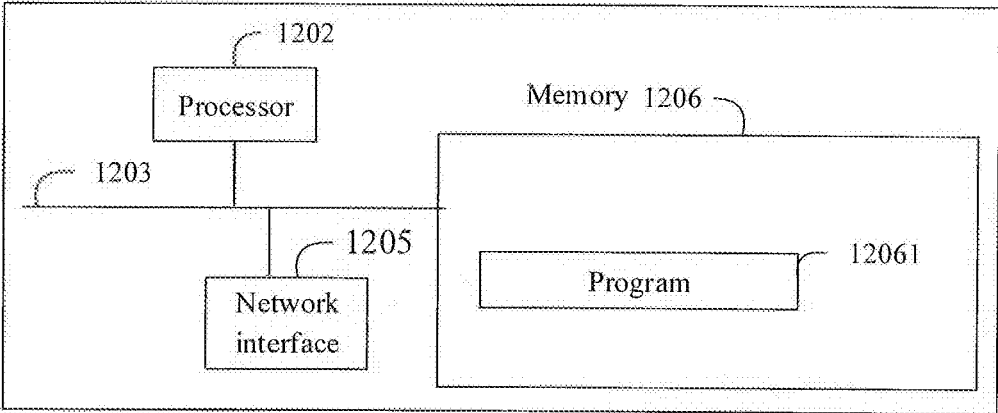 1202
Processor
Memory 1206
1203
1205
12061
Program
Network
interface